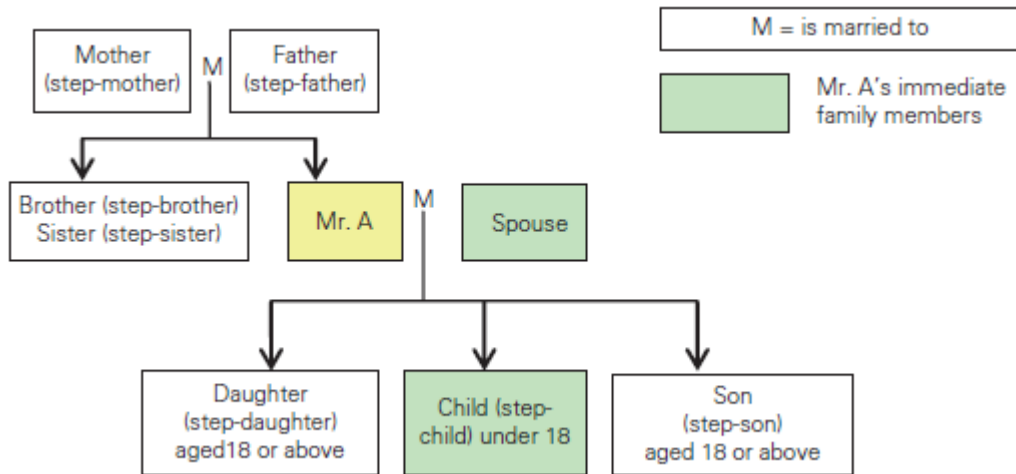 Mother
(step-mother)
M
Father
(step-father)
M = is married to
Mr. A's immediate
family members
Brother (step-brother)
Sister (step-sister)
Mr. A
M
Spouse
Daughter
(step-daughter)
aged18 or above
Child (step-
child) under 18
Son
(step-son)
aged 18 or above